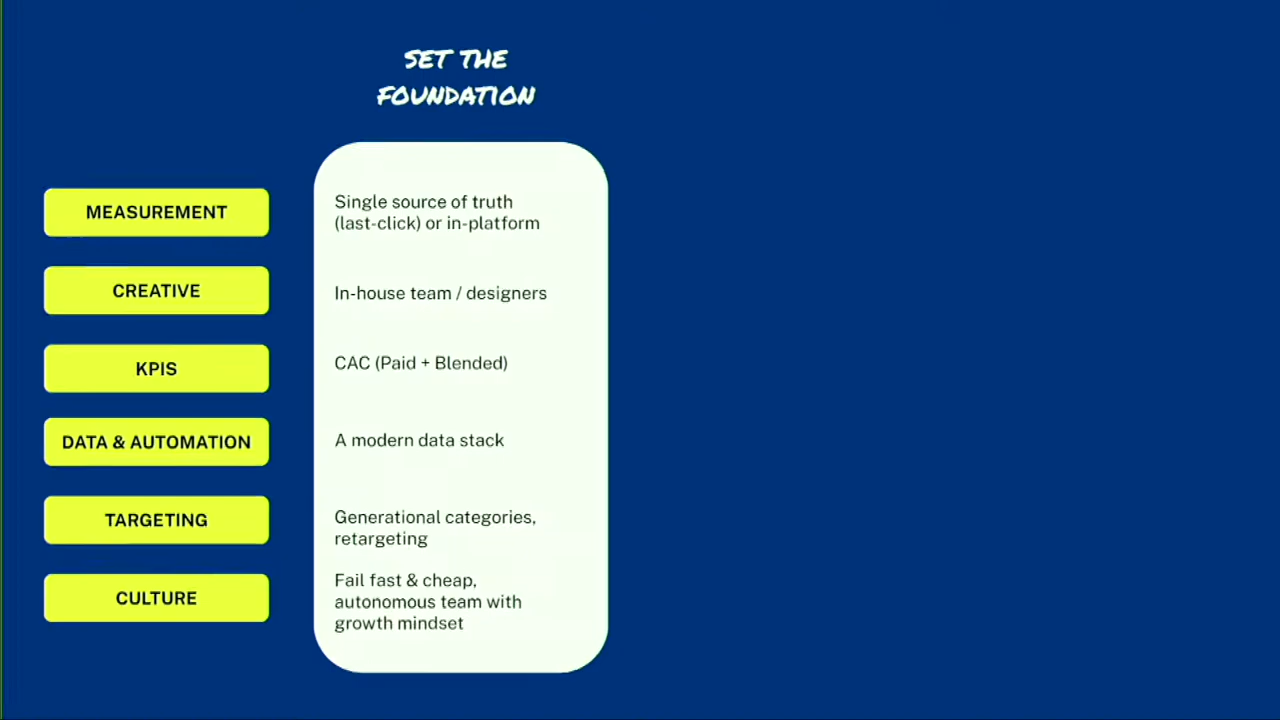 SET THE
FOUNDATION
MEASUREMENT
Single source of truth
(last-click) or in-platform
CREATIVE
In-house team / designers
KPIS
CAC (Paid + Blended)
DATA & AUTOMATION
A modern data stack
TARGETING
Generational categories,
retargeting
CULTURE
Fail fast & cheap,
autonomous team with
growth mindset